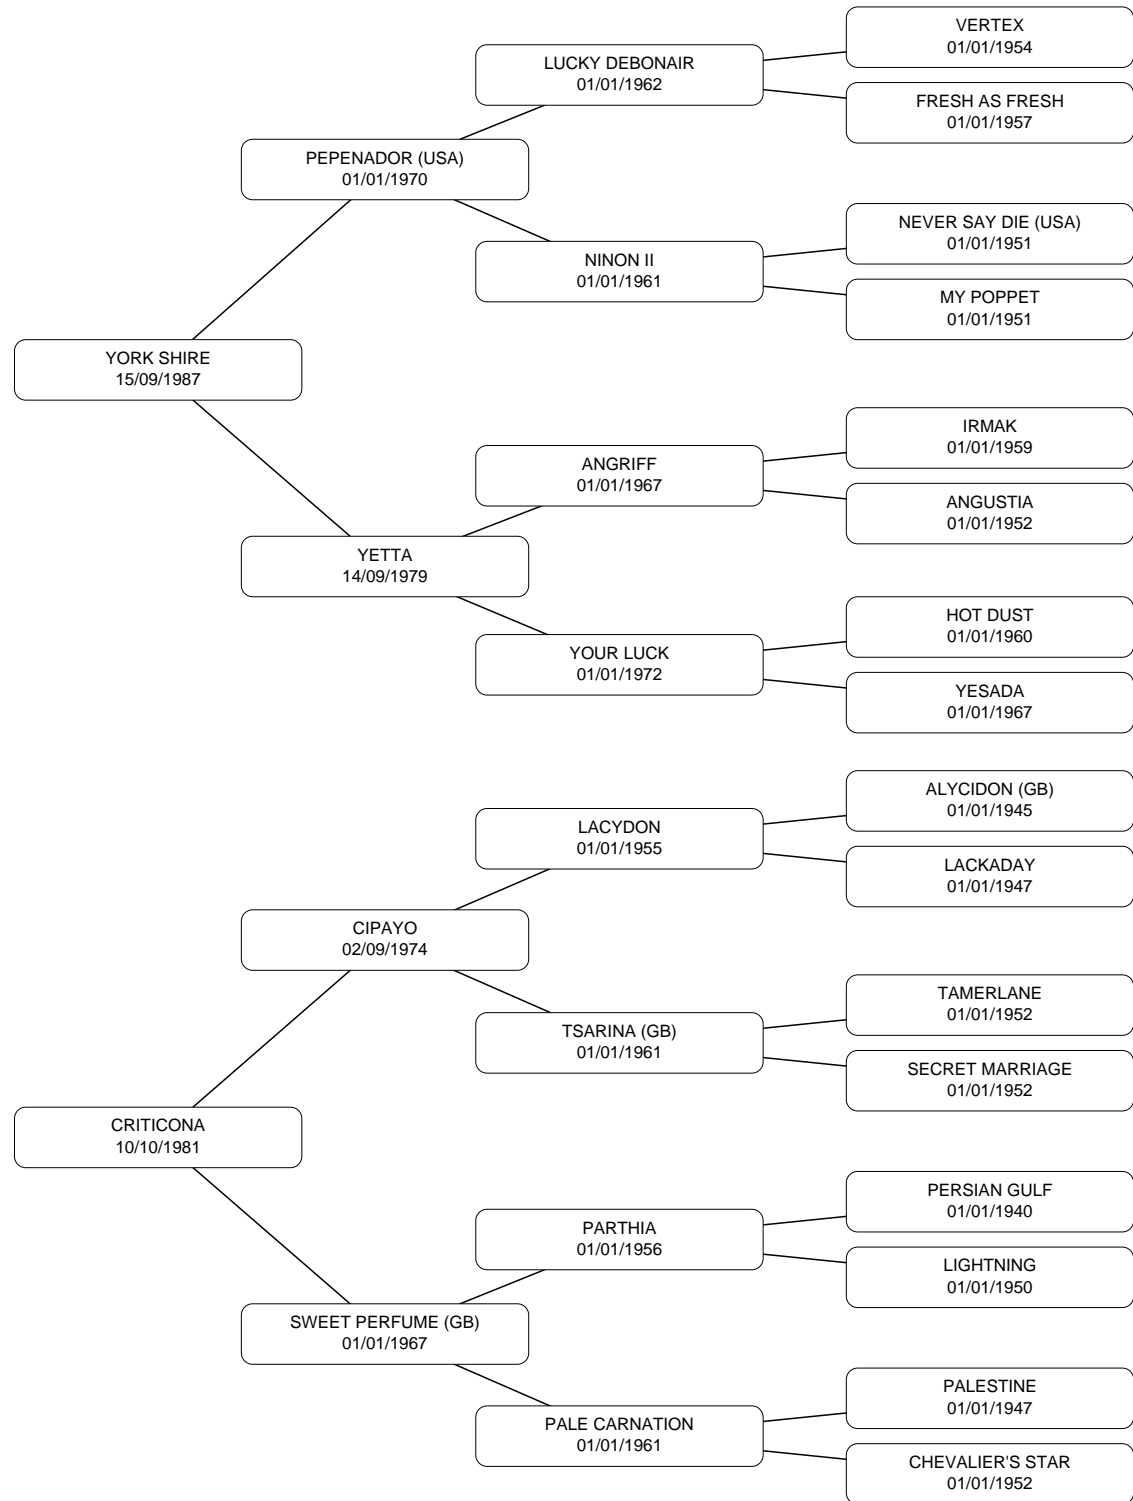 VERTEX
01/01/1954
LUCKY DEBONAIR
01/01/1962
FRESH AS FRESH
01/01/1957
PEPENADOR (USA)
01/01/1970
NEVER SAY DIE (USA)
01/01/1951
NINON II
01/01/1961
MY POPPET
01/01/1951
YORK SHIRE
15/09/1987
IRMAK
01/01/1959
ANGRIFF
01/01/1967
ANGUSTIA
01/01/1952
YETTA
14/09/1979
HOT DUST
01/01/1960
YOUR LUCK
01/01/1972
YESADA
01/01/1967
ALYCIDON (GB)
01/01/1945
LACYDON
01/01/1955
LACKADAY
01/01/1947
CIPAYO
02/09/1974
TAMERLANE
01/01/1952
TSARINA (GB)
01/01/1961
SECRET MARRIAGE
01/01/1952
CRITICONA
10/10/1981
PERSIAN GULF
01/01/1940
PARTHIA
01/01/1956
LIGHTNING
01/01/1950
SWEET PERFUME (GB)
01/01/1967
PALESTINE
01/01/1947
PALE CARNATION
01/01/1961
CHEVALIER'S STAR
01/01/1952